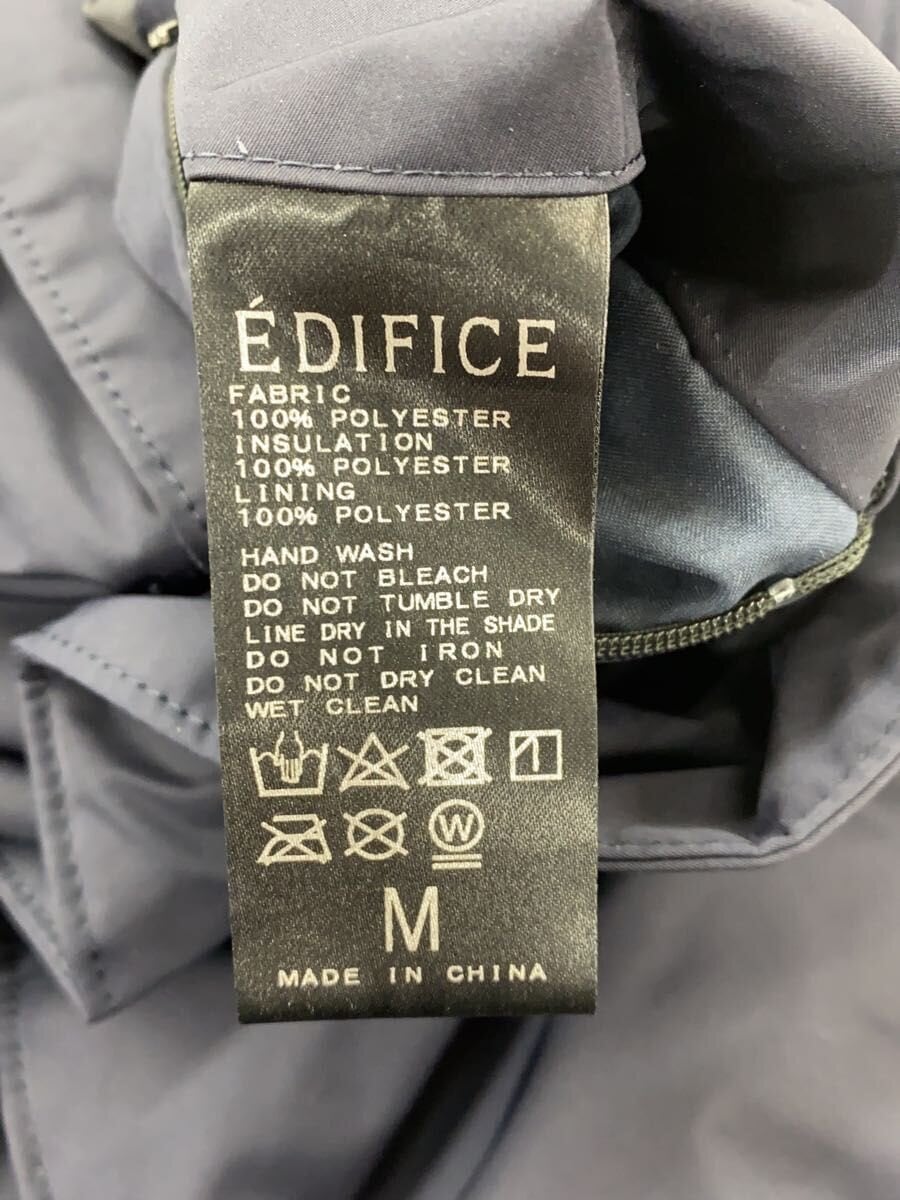 ÉDIFICE
FABRIC
100% POLYESTER
INSULATION
100% POLYESTER
LINING
100% POLYESTER
HAND WASH
DO NOT BLEACH
DO NOT TUMBLE DRY
LINE DRY IN THE SHADE
DO NOT IRON
DO NOT DRY CLEAN
WET CLEAN
W
M
MADE IN CHINA